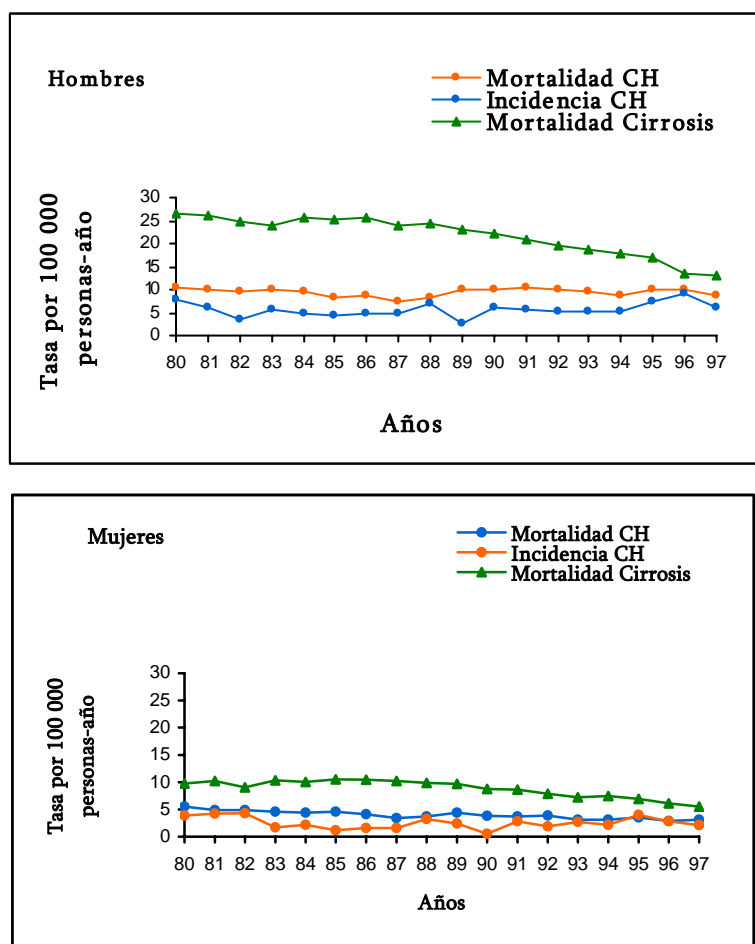 Hombres
Mortalidad CH
Incidencia CH
Mortalidad Cirrosis
Tasa por 100 000
personas-año
30
25
20
15
10
5
0
80 81 82 83 84 85 86 87 88 89 90 91 92 93 94 95 96 97
Años
Mujeres
Mortalidad CH
Incidencia CH
Mortalidad Cirrosis
Tasa por 100 000
personas-año
30
25
20
15
10
5
0
80 81 82 83 84 85 86 87 88 89 90 91 92 93 94 95 96 97
Años